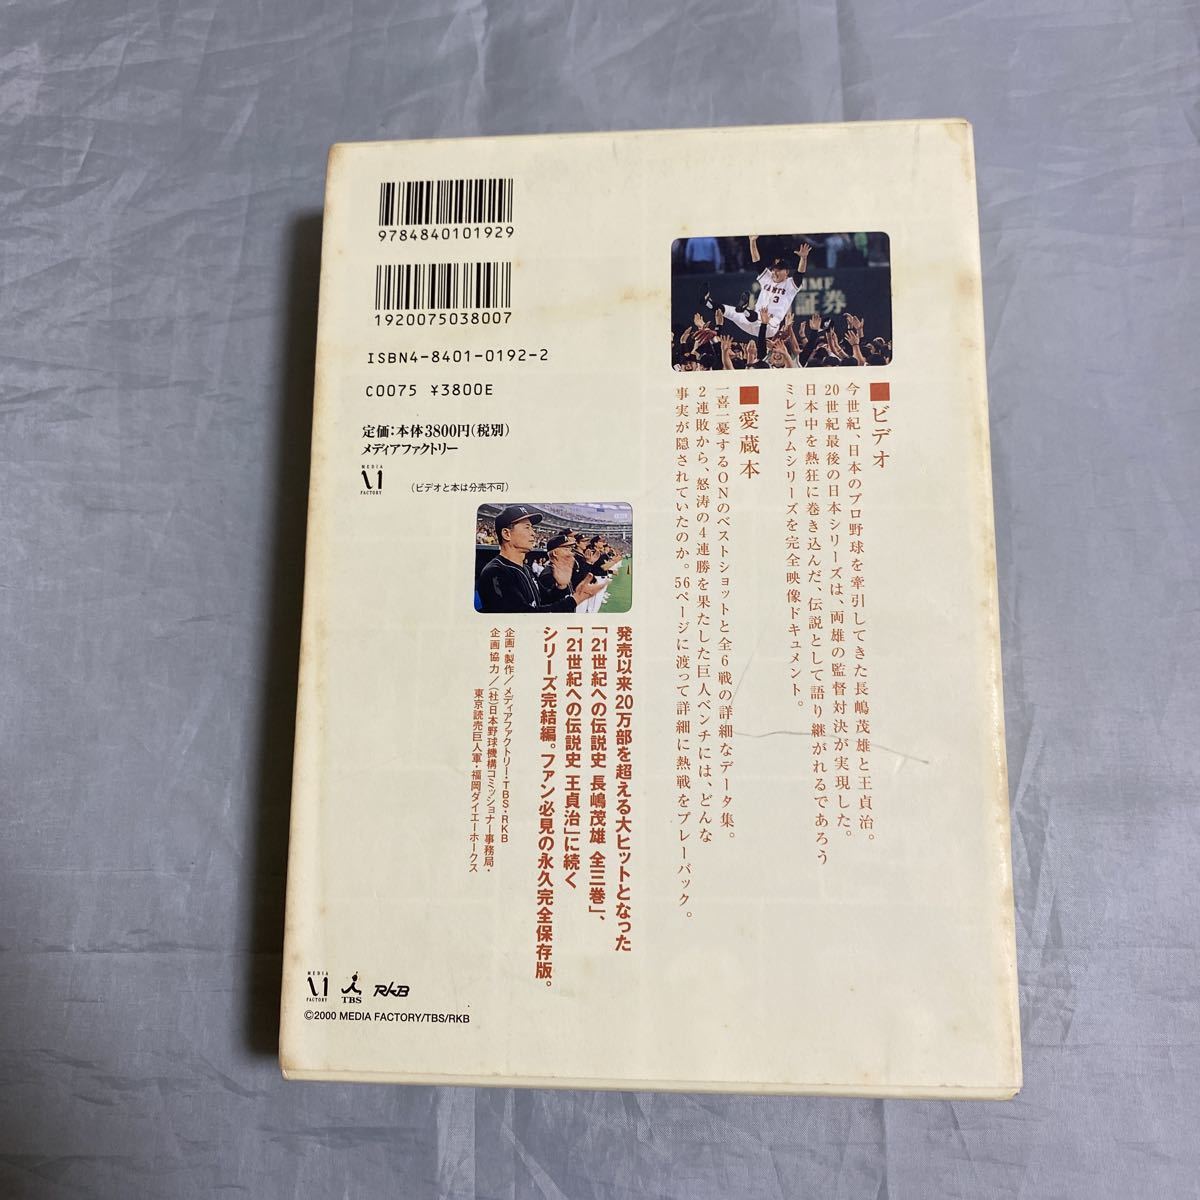 9784840101929
1920075038007
ISBN4-8401-0192-2
C0075 ¥3800E
定価：本体3800円（税別）
メディアファクトリー
MEDIA
FACTORY
（ビデオと本は分売不可）
GIANTS
3
証券
■ビデオ
今世紀、日本のプロ野球を牽引してきた長嶋茂雄と王貞治。
20世紀最後の日本シリーズは、両雄の監督対決が実現した。
日本中を熱狂に巻き込んだ、伝説として語り継がれるであろう
ミレニアムシリーズを完全映像ドキュメント。
■愛蔵本
一喜一憂するONのベストショットと全6戦の詳細なデータ集。
2連敗から、怒涛の4連勝を果たした巨人ベンチには、どんな
事実が隠されていたのか。56ページに渡って詳細に熱戦をプレーバック。
発売以来20万部を超える大ヒットとなった
「21世紀への伝説史 長嶋茂雄 全三巻」、
「21世紀への伝説史 王貞治」に続く
シリーズ完結編。ファン必見の永久完全保存版。
企画・製作／メディアファクトリー・TBS・RKB
企画協力／（社）日本野球機構コミッショナー事務局・
東京読売巨人軍・福岡ダイエーホークス
MEDIA
FACTORY
TBS
RKB
©2000 MEDIA FACTORY/TBS/RKB